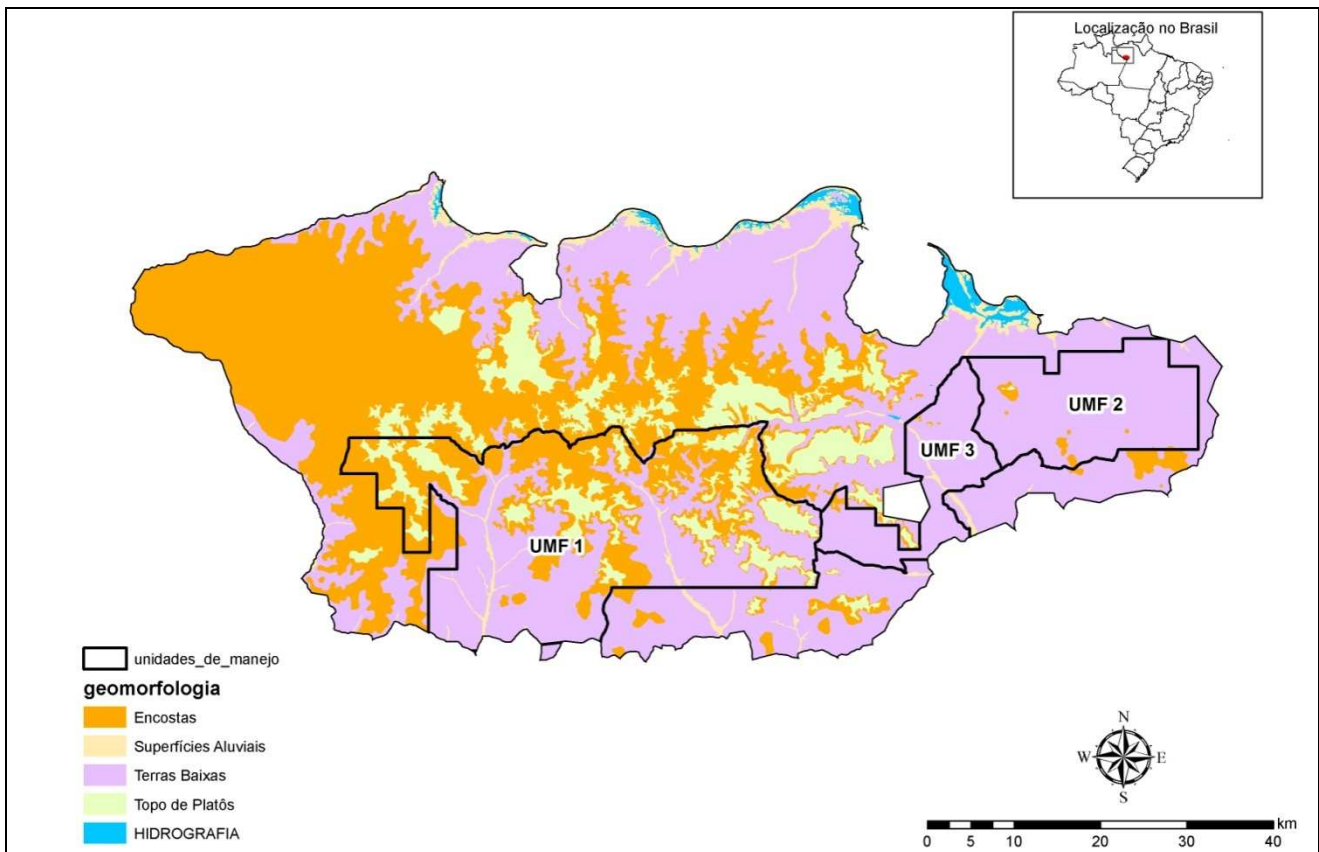 Localização no Brasil
UMF 2
UMF 3
UMF 1
unidades_de_manejo
geomorfologia
Encostas
Superfícies Aluviais
Terras Baixas
Topo de Platôs
HIDROGRAFIA
N
W E
S
km
0 5 10 20 30 40